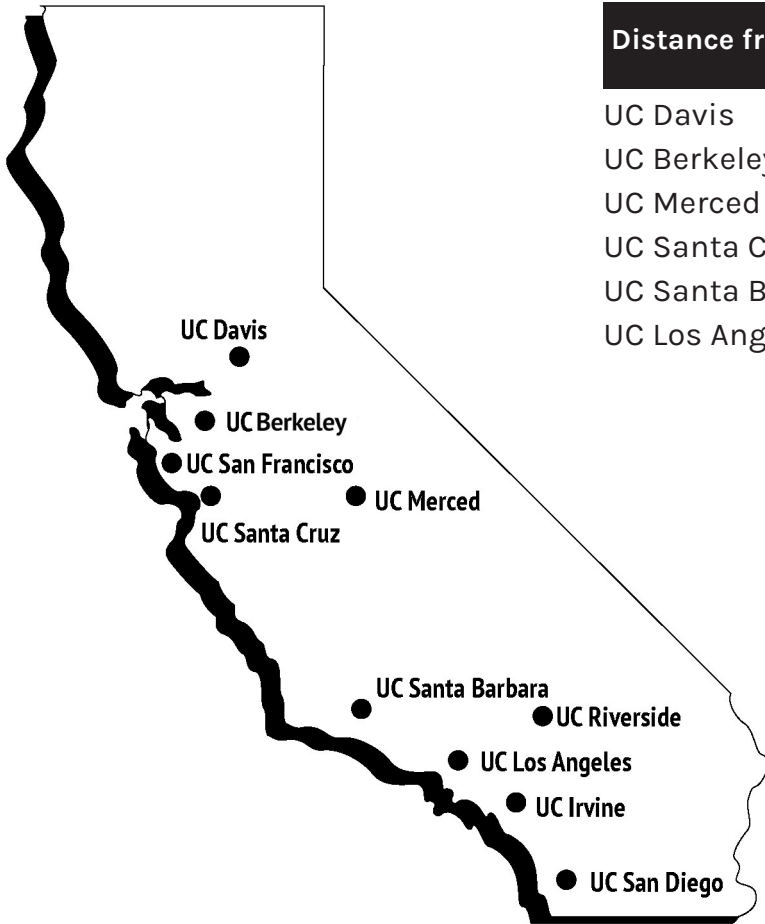 Distance fr
UC Davis
UC Berkeley
UC Merced
UC Santa C
UC Santa B
UC Los Ang
UC Davis
UC Berkeley
UC San Francisco
UC Merced
UC Santa Cruz
UC Santa Barbara
UC Riverside
UC Los Angeles
UC Irvine
UC San Diego